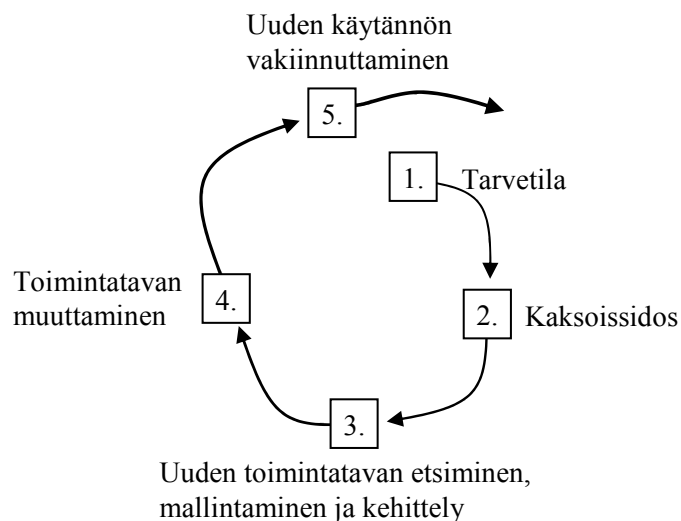 Uuden käytännön
vakiinnuttaminen
5.
1. Tarvetila
Toimintatavan
muuttaminen
4.
2. Kaksoissidos
3.
Uuden toimintatavan etsiminen,
mallintaminen ja kehittely